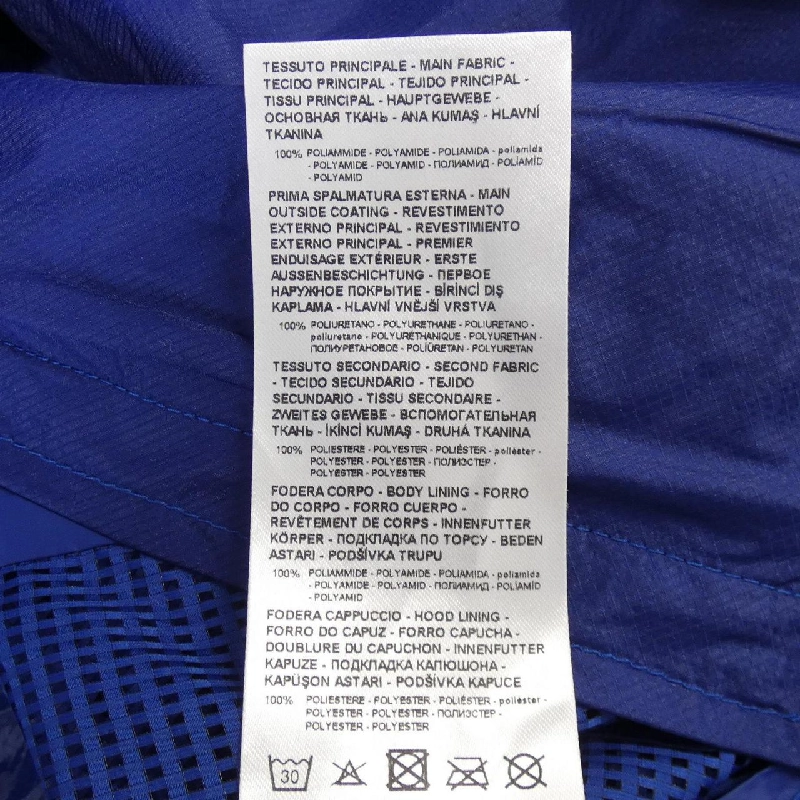 TESSUTO PRINCIPALE - MAIN FABRIC -
TECIDO PRINCIPAL - TEJIDO PRINCIPAL -
TISSU PRINCIPAL - HAUPTGEWEBE -
ОСНОВНАЯ ТКАНЬ - ANA KUMAŞ - HLAVNÍ
TKANINA
100% POLIAMMIDE - POLYAMIDE - POLIAMIDA - poliamida
- POLYAMIDE - POLYAMID - ПОЛИАМИД - POLÍAMÍD
- POLYAMID
PRIMA SPALMATURA ESTERNA - MAIN
OUTSIDE COATING - REVESTIMENTO
EXTERNO PRINCIPAL - REVESTIMIENTO
EXTERNO PRINCIPAL - PREMIER
ENDUISAGE EXTÉRIEUR - ERSTE
AUSSENBESCHICHTUNG - ПЕРВОЕ
НАРУЖНОЕ ПОКРЫТИЕ - BİRİNCİ DIŞ
KAPLAMA - HLAVNÍ VNĚJŠÍ VRSTVA
100% POLIURETANO - POLYURETHANE - POLIURETANO -
poliuretano - POLYURÉTHANIQUE - POLYURETHAN -
ПОЛИУРЕТАНОВОЕ - POLİÜRETAN - POLYURETAN
TESSUTO SECONDARIO - SECOND FABRIC
- TECIDO SECUNDARIO - TEJIDO
SECUNDARIO - TISSU SECONDAIRE -
ZWEITES GEWEBE - ВСПОМОГАТЕЛЬНАЯ
ТКАНЬ - İKİNCİ KUMAŞ - DRUHÁ TKANINA
100% POLIESTERE - POLYESTER - POLIÉSTER - poliéster -
POLYESTER - POLYESTER - ПОЛИЭСТЕР -
POLYESTER - POLYESTER
FODERA CORPO - BODY LINING - FORRO
DO CORPO - FORRO CUERPO -
REVÊTEMENT DE CORPS - INNENFUTTER
KÖRPER - ПОДКЛАДКА ПО ТОРСУ - BEDEN
ASTARI - PODŠÍVKA TRUPU
100% POLIAMMIDE - POLYAMIDE - POLIAMIDA - poliamida
- POLYAMIDE - POLYAMID - ПОЛИАМИД - POLÍAMÍD
- POLYAMID
FODERA CAPPUCCIO - HOOD LINING -
FORRO DO CAPUZ - FORRO CAPUCHA -
DOUBLURE DU CAPUCHON - INNENFUTTER
KAPUZE - ПОДКЛАДКА КАПЮШОНА -
KAPÜŞON ASTARI - PODŠÍVKA KAPUCE
100% POLIESTERE - POLYESTER - POLIÉSTER - poliéster -
POLYESTER - POLYESTER - ПОЛИЭСТЕР -
POLYESTER - POLYESTER
30